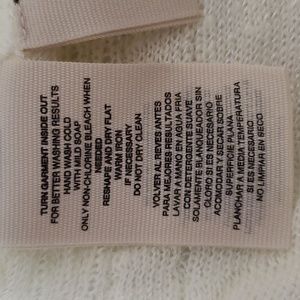 TURN GARMENT INSIDE OUT
FOR BETTER WASHING RESULTS
HAND WASH COLD
WITH MILD SOAP
ONLY NON-CHLORINE BLEACH WHEN
NEEDED
RESHAPE AND DRY FLAT
WARM IRON
IF NECESSARY
DO NOT DRY CLEAN
VOLVER DE REVES ANTES
PARA MEJORES RESULTADOS
LAVAR A MANO EN AGUA FRIA
CON DETERGENTE SUAVE
SOLAMENTE BLANQUEADOR SIN
CLORO SI ES NECESARIO
ACOMODAR Y SECAR SOBRE
SUPERFICIE PLANA
PLANCHAR A MEDIA TEMPERATURA
SI ES NECESARIO
NO LIMPIAR EN SECO